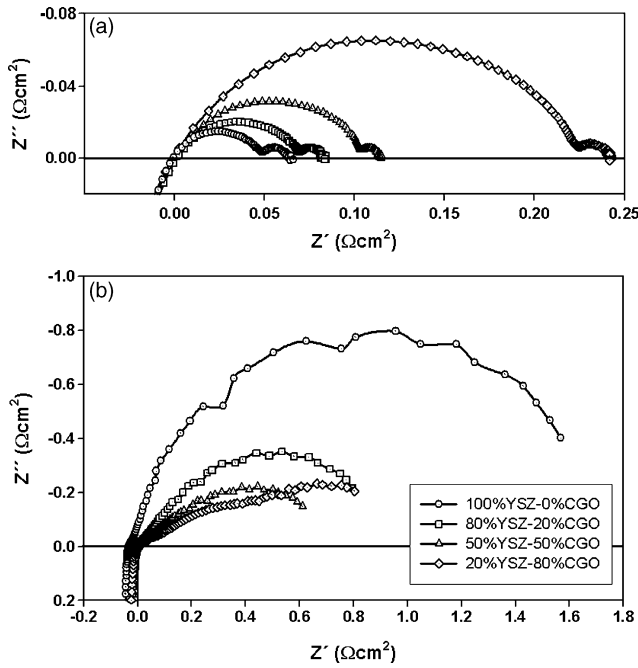 (a)
-0.08
-0.04
0.00
Z´´ (Ωcm²)
0.00 0.05 0.10 0.15 0.20 0.25
Z´ (Ωcm²)
(b)
-1.0
-0.8
-0.6
-0.4
-0.2
0.0
0.2
Z´´ (Ωcm²)
100%YSZ-0%CGO
80%YSZ-20%CGO
50%YSZ-50%CGO
20%YSZ-80%CGO
-0.2 0.0 0.2 0.4 0.6 0.8 1.0 1.2 1.4 1.6 1.8
Z´ (Ωcm²)